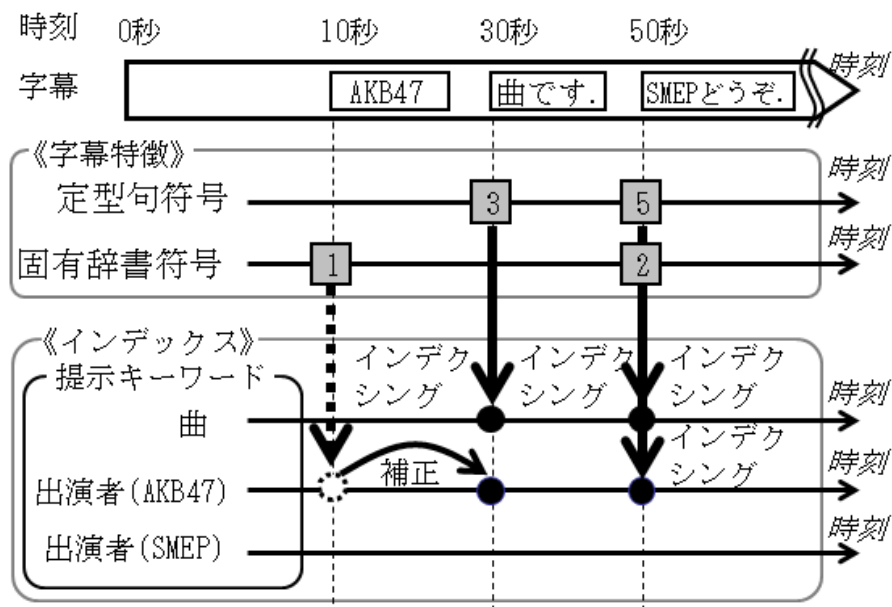 時刻 0秒 10秒 30秒 50秒
時刻
字幕 AKB47 曲です. SMEPどうぞ.
《字幕特徴》
時刻
定型句符号 3 5
時刻
固有辞書符号 1 2
《インデックス》
提示キーワード
インデク
シング
インデク
シング
インデク
シング
時刻
曲
インデク
シング
時刻
補正
出演者(AKB47)
時刻
出演者(SMEP)